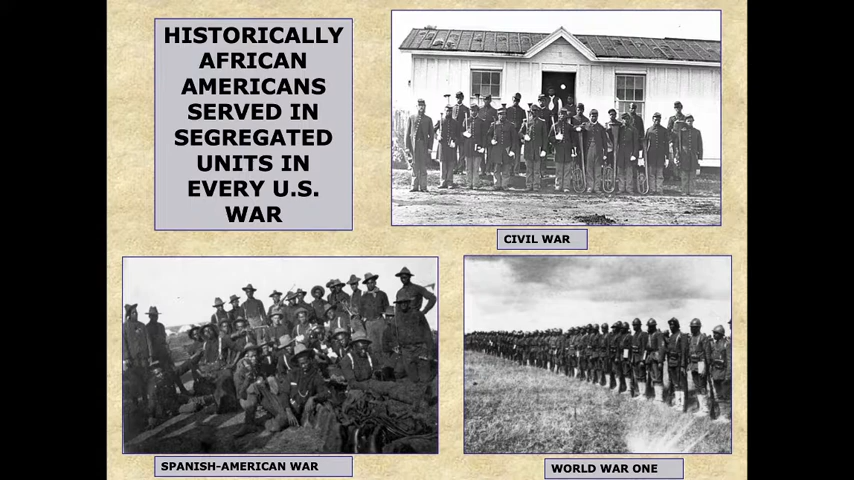 HISTORICALLY
AFRICAN
AMERICANS
SERVED IN
SEGREGATED
UNITS IN
EVERY U.S.
WAR
CIVIL WAR
SPANISH-AMERICAN WAR
WORLD WAR ONE